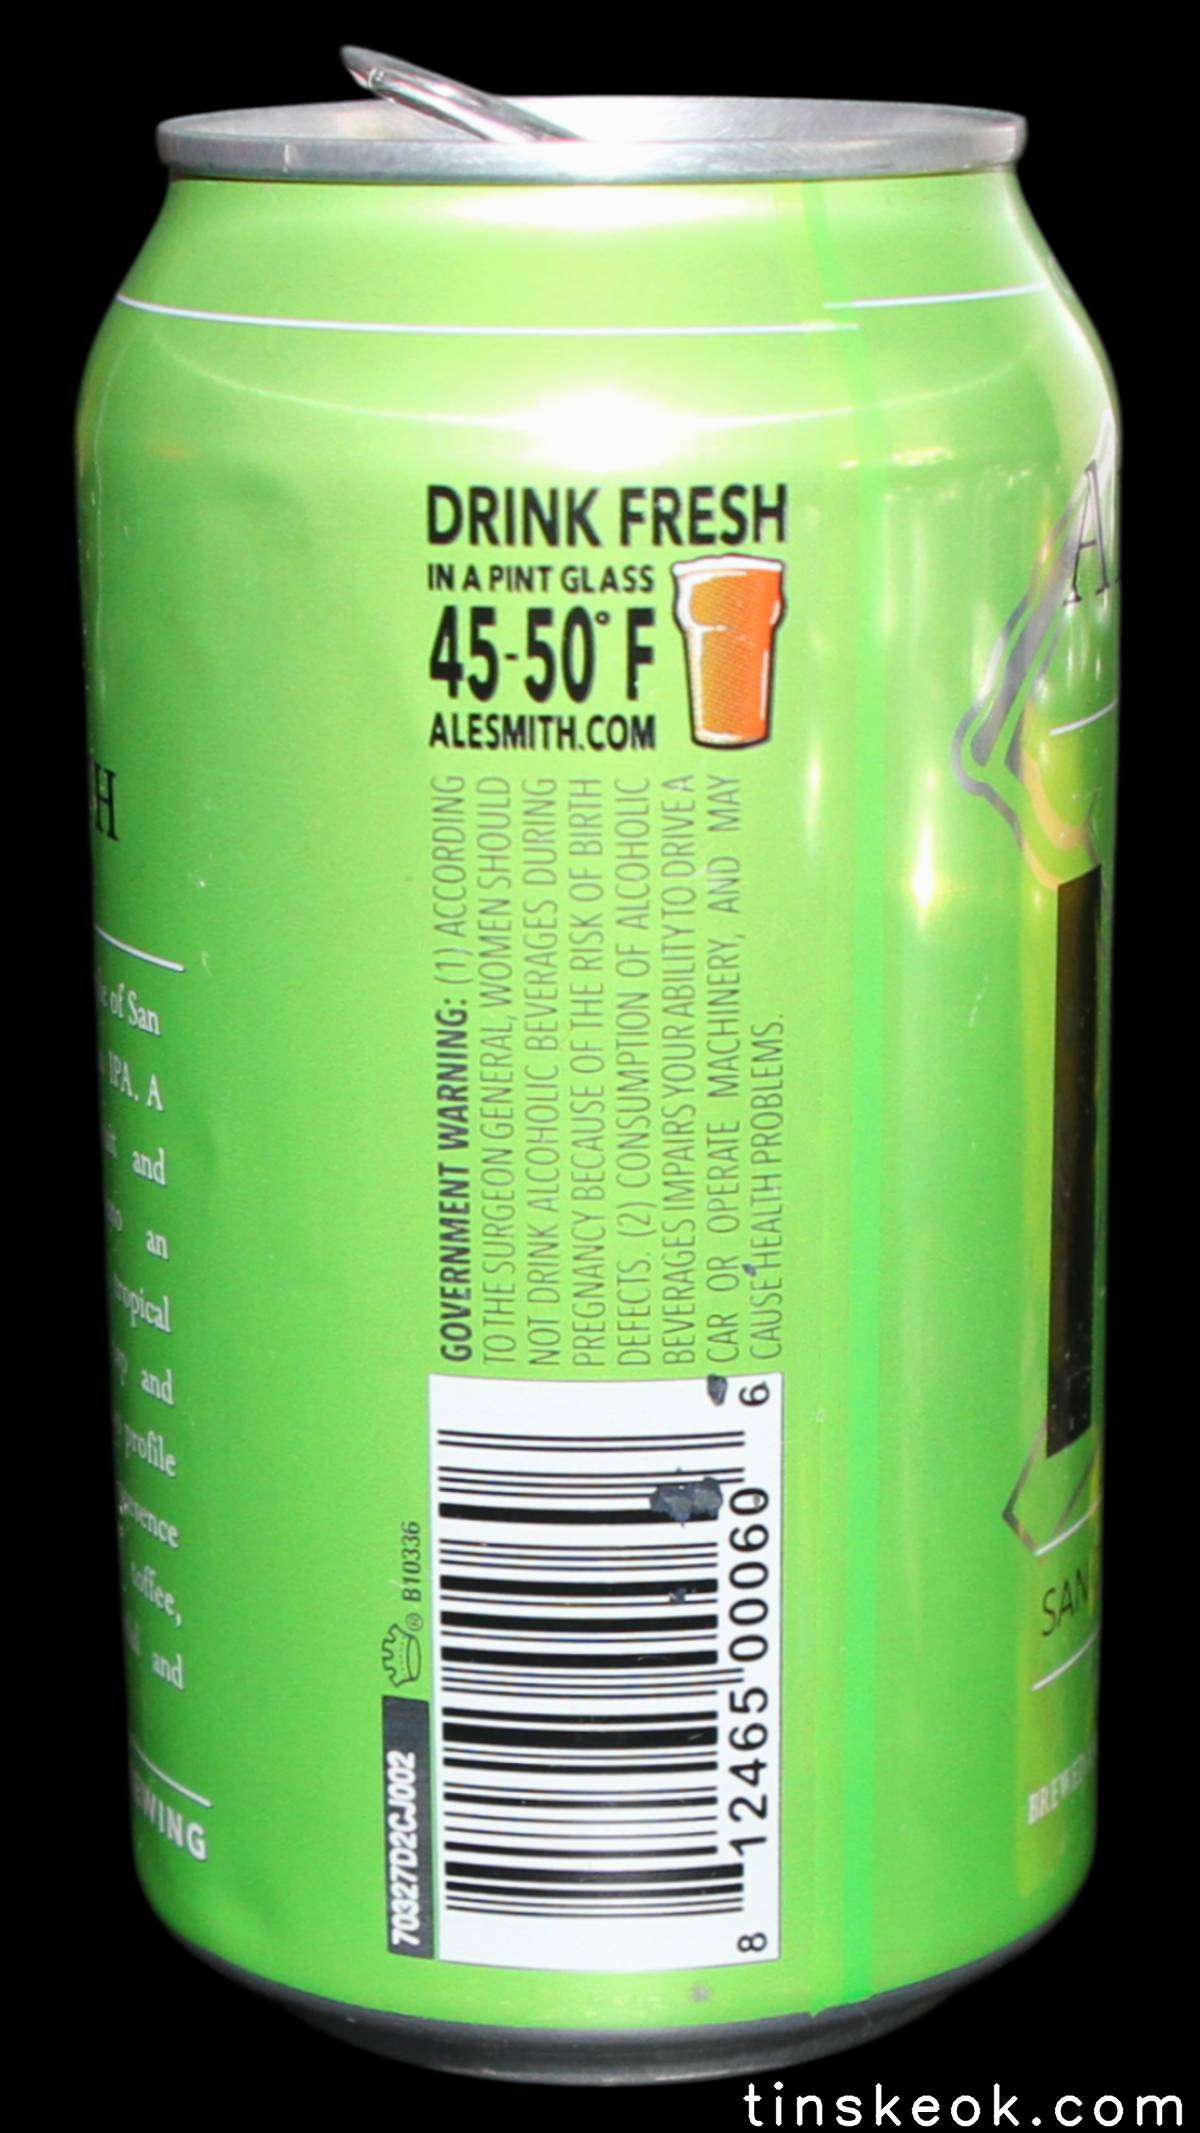 DRINK FRESH
IN A PINT GLASS
45-50° F
ALESMITH.COM
GOVERNMENT WARNING: (1) ACCORDING
TO THE SURGEON GENERAL, WOMEN SHOULD
NOT DRINK ALCOHOLIC BEVERAGES DURING
PREGNANCY BECAUSE OF THE RISK OF BIRTH
DEFECTS. (2) CONSUMPTION OF ALCOHOLIC
BEVERAGES IMPAIRS YOUR ABILITY TO DRIVE A
CAR OR OPERATE MACHINERY, AND MAY
CAUSE HEALTH PROBLEMS.
8 12465 00060 6
B10336
70327D2CJ002
of San
IPA. A
and
an
tropical
and
profile
toffee,
and
SAN
tinskeok.com